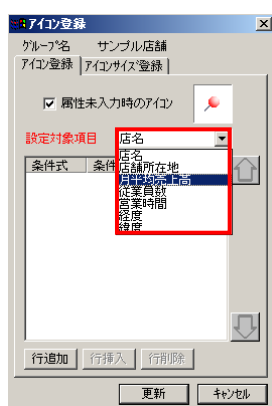 アイコン登録
グループ名 サンプル店舗
アイコン登録 アイコンサイズ登録
属性未入力時のアイコン
設定対象項目 店名
条件式 条件
店名
店舗所在地
月平均売上高
従業員数
営業時間
経度
緯度
行追加 行挿入 行削除
更新 キャンセル